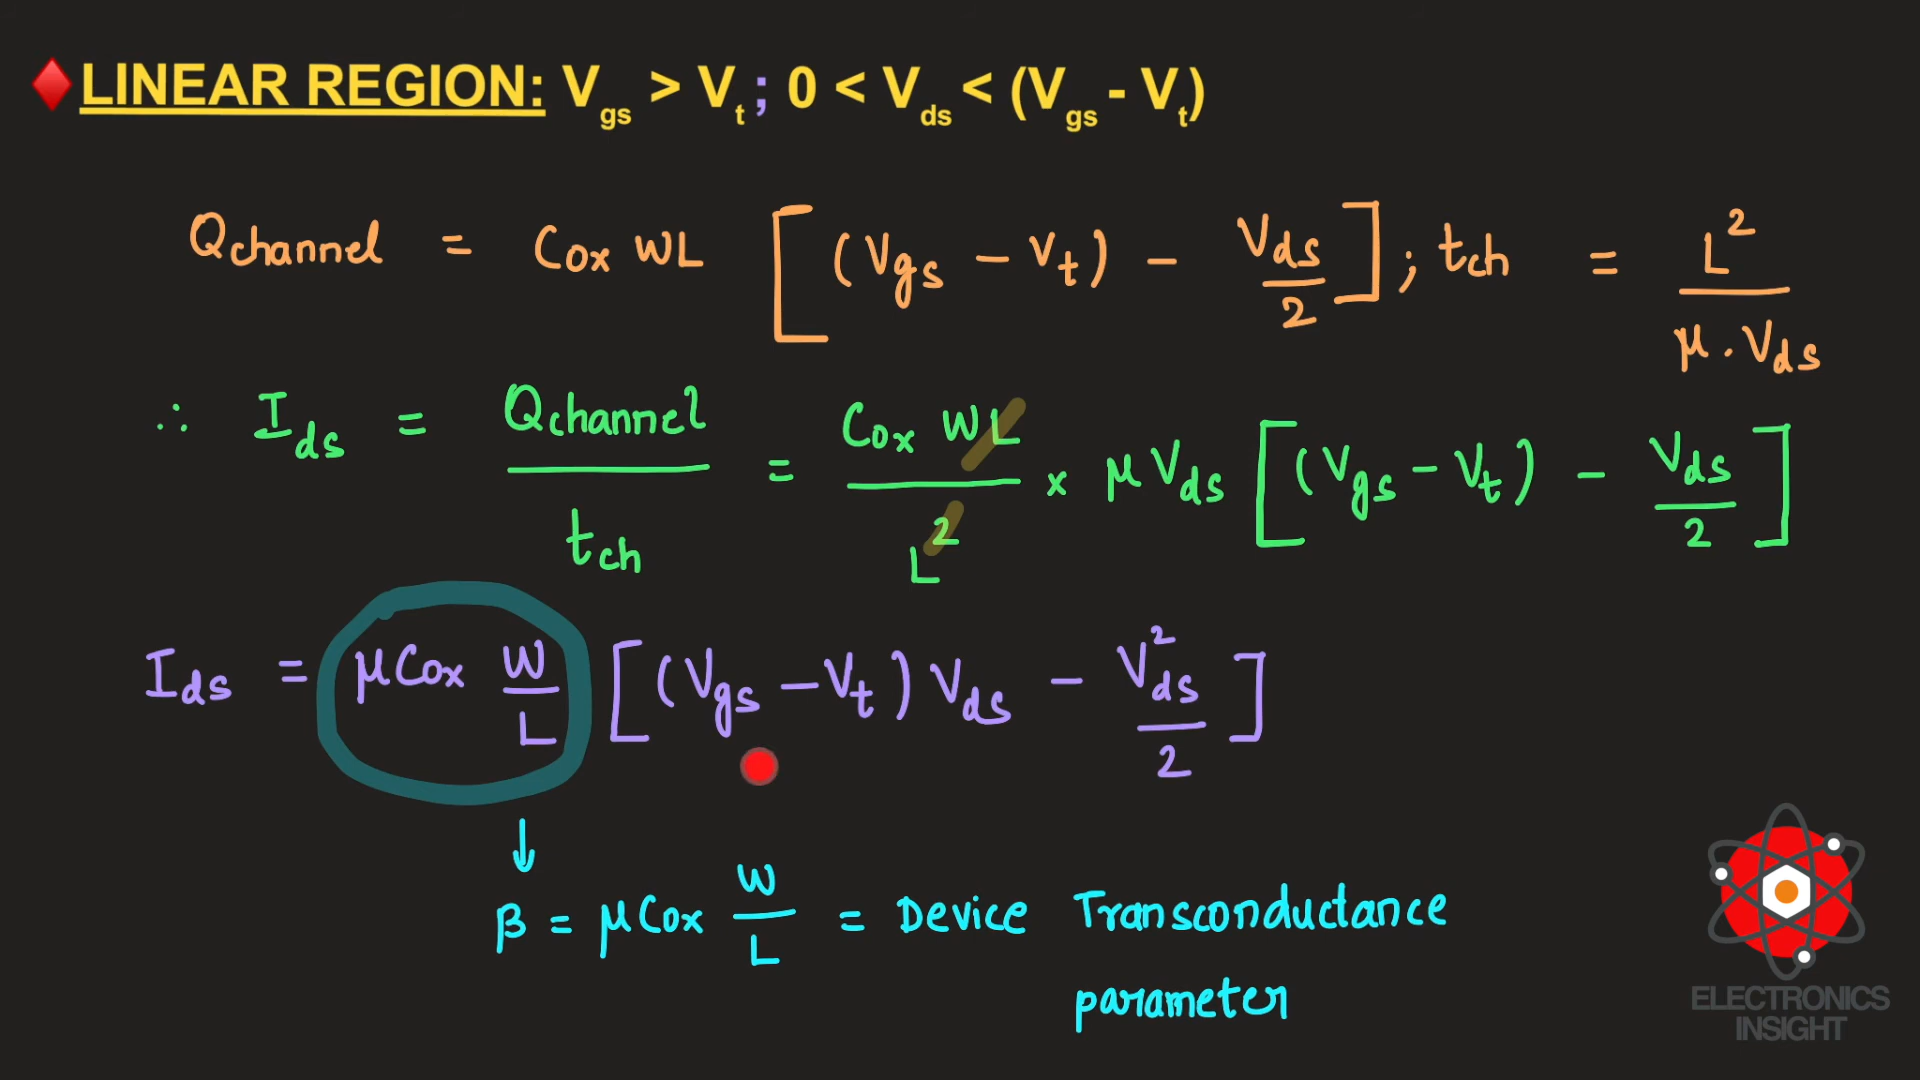 LINEAR REGION: Vgs > Vt ; 0 < Vds < (Vgs - Vt)
Qchannel = Cox WL [(Vgs - Vt) - Vds/2] ; tch = L²/μ.Vds
∴ Ids = Qchannel/tch = Cox WL/L² x μVds [(Vgs - Vt) - Vds/2]
Ids = μCox W/L [(Vgs - Vt) Vds - V²ds/2]
↓
β = μCox W/L = Device Transconductance
parameter
ELECTRONICS
INSIGHT